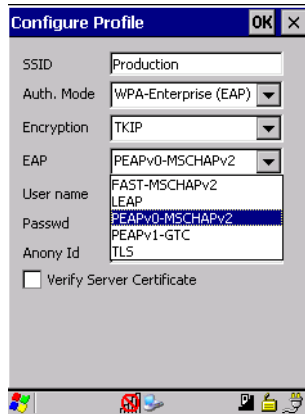 Configure Profile OK ×
SSID Production
Auth. Mode WPA-Enterprise (EAP)
Encryption TKIP
EAP PEAPv0-MSCHAPv2
FAST-MSCHAPv2
User name LEAP
PEAPv0-MSCHAPv2
Passwd PEAPv1-GTC
Anony Id TLS
Verify Server Certificate